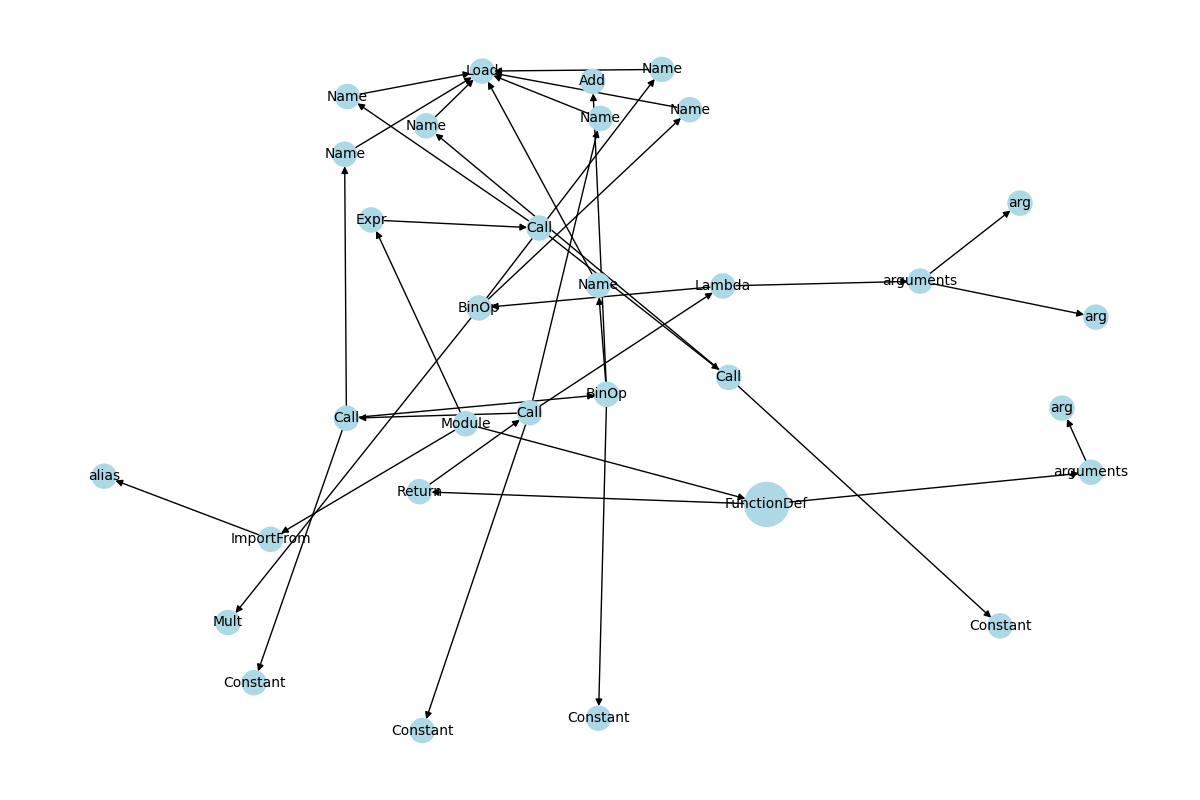 Load
Name
Add
Name
Name
Name
Name
Name
arg
Expr
Call
arguments
Name
Lambda
BinOp
arg
Call
BinOp
arg
Call
Call
Module
arguments
alias
Return
FunctionDef
ImportFrom
Mult
Constant
Constant
Constant
Constant